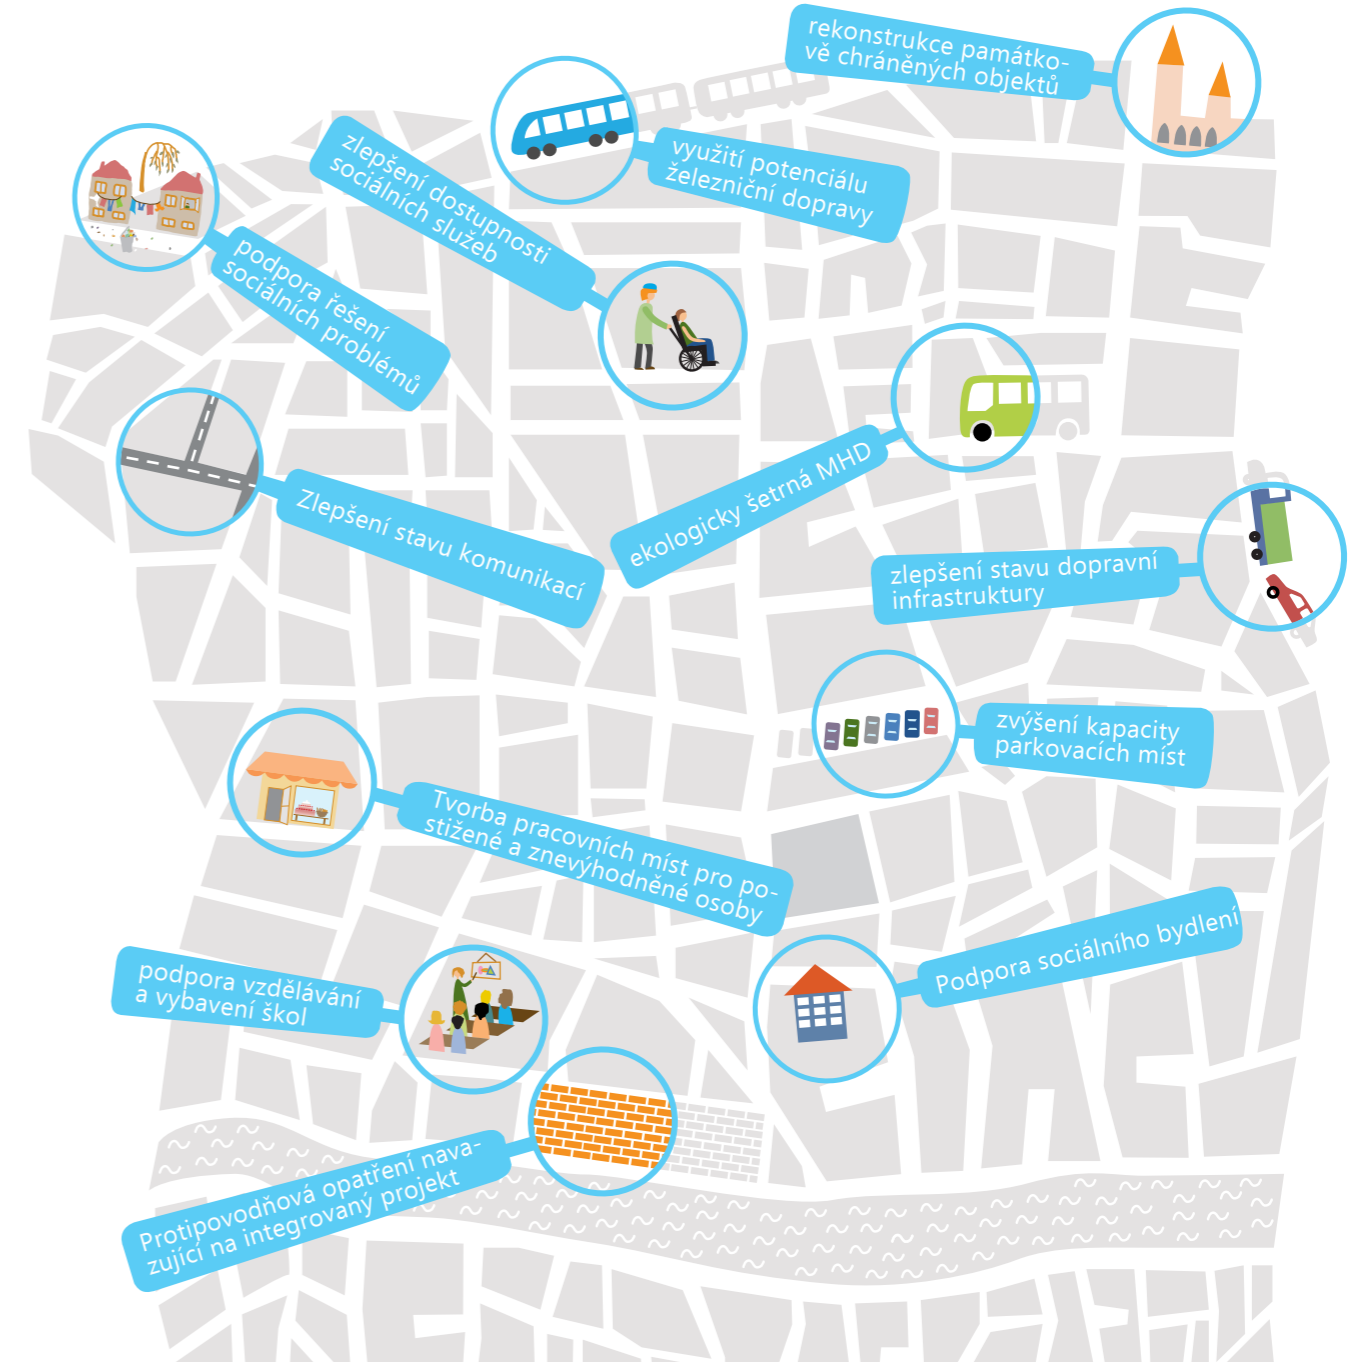 rekonstrukce památko-
vě chráněných objektů
využití potenciálu
železniční dopravy
zlepšení dostupnosti
sociálních služeb
podpora řešení
sociálních problémů
ekologicky šetrná MHD
Zlepšení stavu komunikací
zlepšení stavu dopravní
infrastruktury
zvýšení kapacity
parkovacích míst
Tvorba pracovních míst pro po-
stižené a znevýhodněné osoby
Podpora sociálního bydlení
podpora vzdělávání
a vybavení škol
Protipovodňová opatření nava-
zující na integrovaný projekt